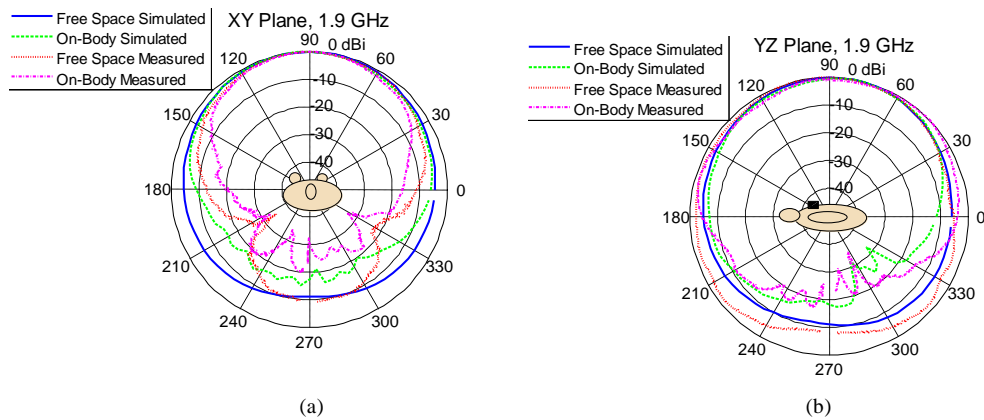 Free Space Simulated
On-Body Simulated
Free Space Measured
On-Body Measured
XY Plane, 1.9 GHz
90
0 dBi
120
60
-10
150
-20
30
-30
-40
180
0
210
330
240
300
270
(a)
Free Space Simulated
On-Body Simulated
Free Space Measured
On-Body Measured
YZ Plane, 1.9 GHz
90
0 dBi
120
60
-10
150
-20
30
-30
-40
180
0
210
330
240
300
270
(b)